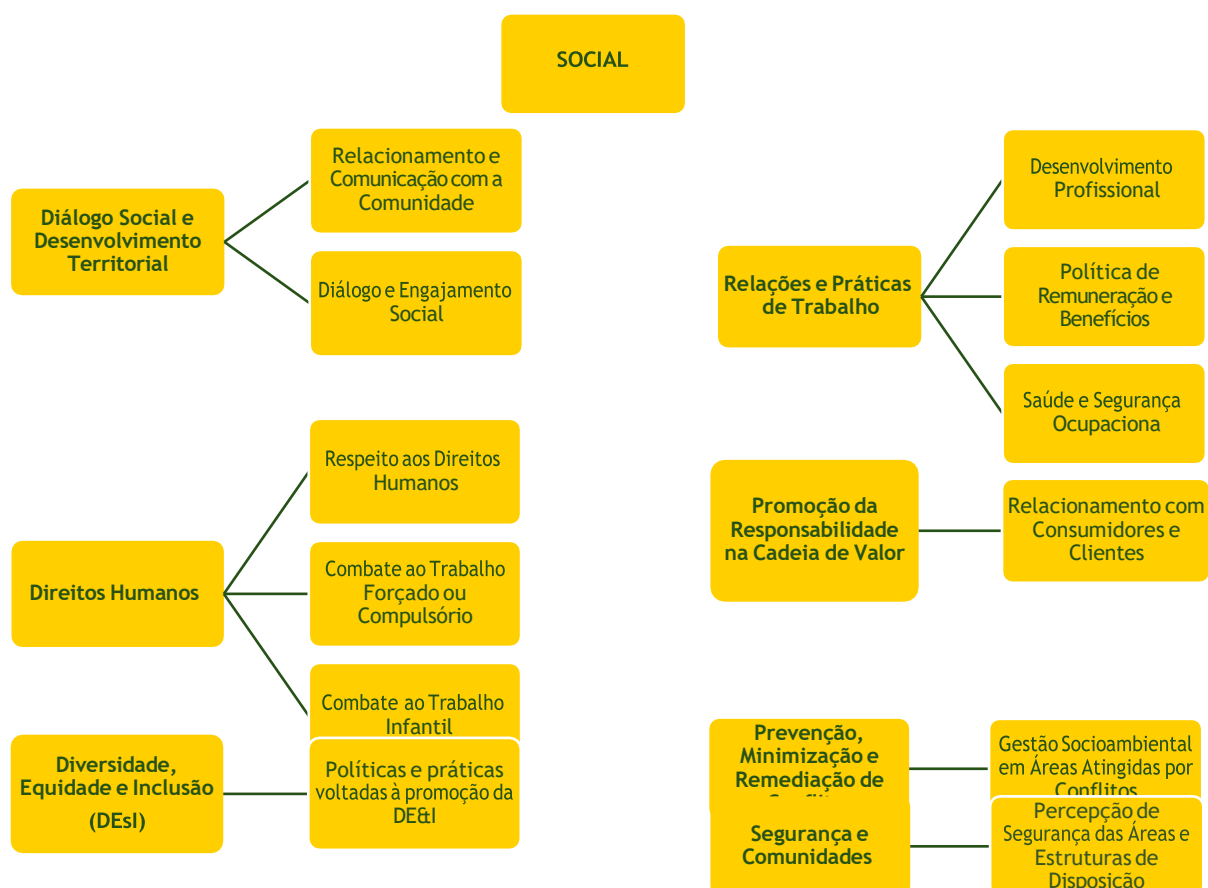 SOCIAL
Diálogo Social e
Desenvolvimento
Territorial
Relacionamento e
Comunicação com a
Comunidade
Diálogo e Engajamento
Social
Direitos Humanos
Respeito aos Direitos
Humanos
Combate ao Trabalho
Forçado ou
Compulsório
Combate ao Trabalho
Infantil
Diversidade,
Equidade e Inclusão
(DEsI)
Políticas e práticas
voltadas à promoção da
DE&I
Relações e Práticas
de Trabalho
Desenvolvimento
Profissional
Política de
Remuneração e
Benefícios
Saúde e Segurança
Ocupaciona
Promoção da
Responsabilidade
na Cadeia de Valor
Relacionamento com
Consumidores e
Clientes
Prevenção,
Minimização e
Remediação de
Gestão Socioambiental
em Áreas Atingidas por
Conflitos
Segurança e
Comunidades
Percepção de
Segurança das Áreas e
Estruturas de
Disposição